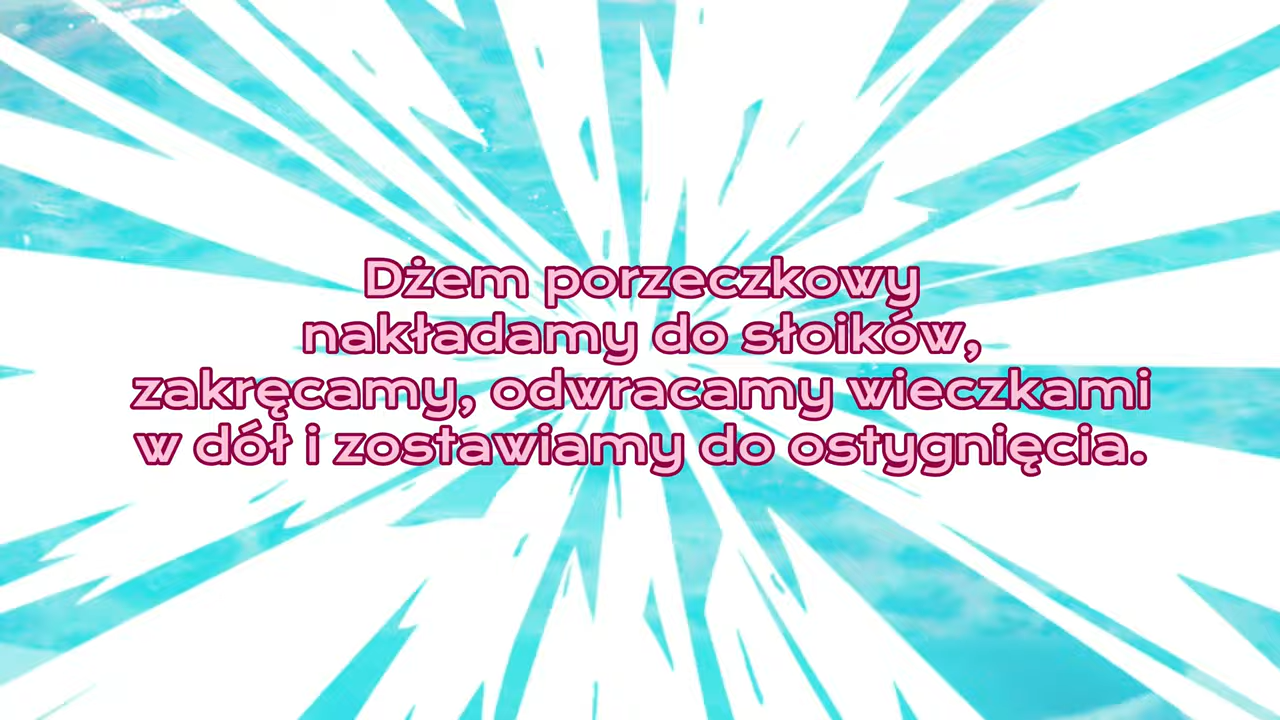 Dżem porzeczkowy
nakładamy do słoików,
zakręcamy, odwracamy wieczkami
w dół i zostawiamy do ostygnięcia.